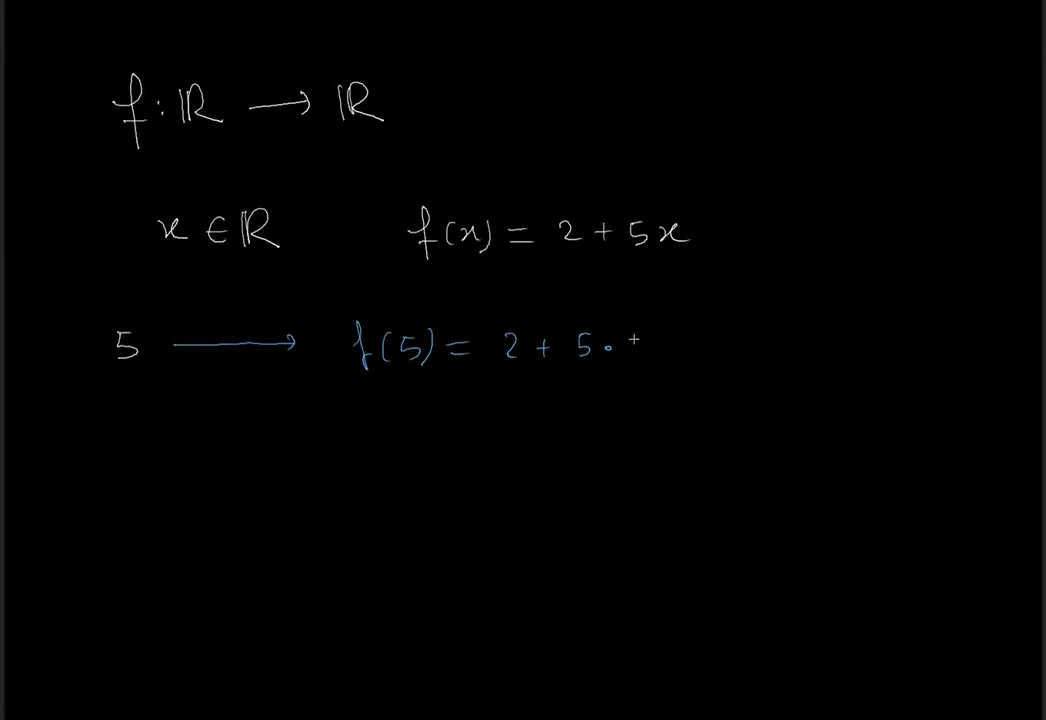 f: ℝ ⟶ ℝ
x ∈ ℝ f(x) = 2 + 5x
5 ⟶ f(5) = 2 + 5 •